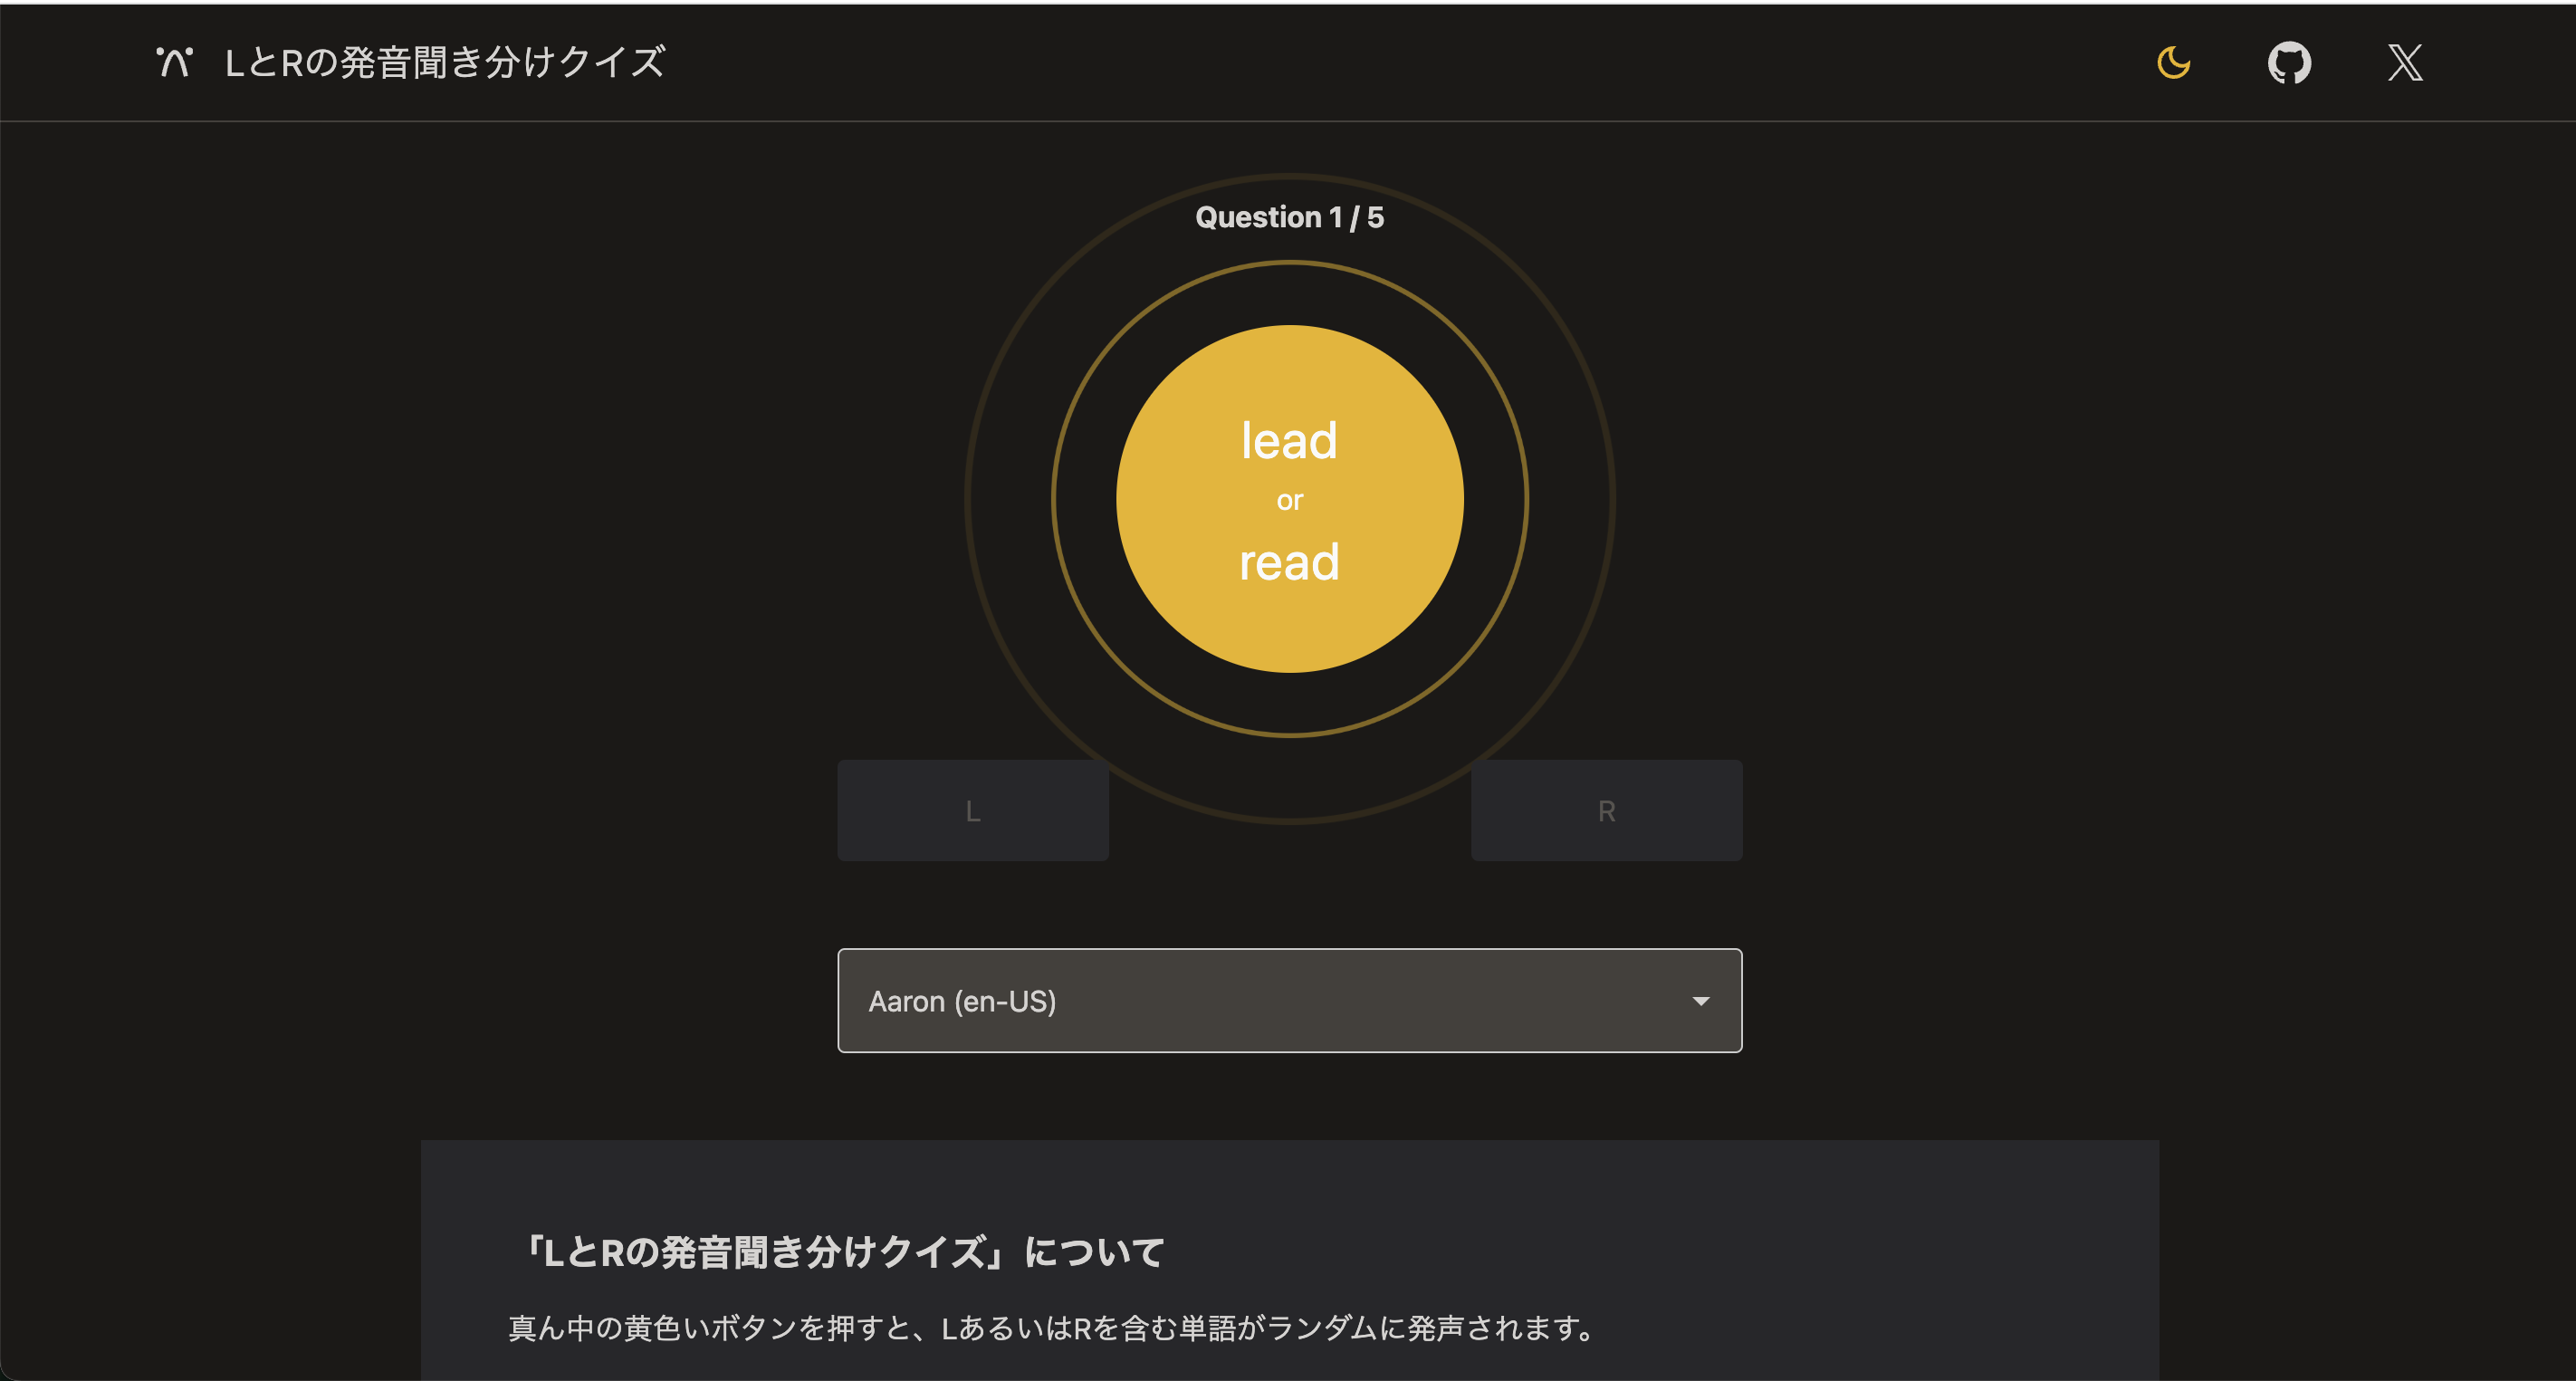 LとRの発音聞き分けクイズ
Question 1 / 5
lead
or
read
L
R
Aaron (en-US)
「LとRの発音聞き分けクイズ」について
真ん中の黄色いボタンを押すと、LあるいはRを含む単語がランダムに発声されます。